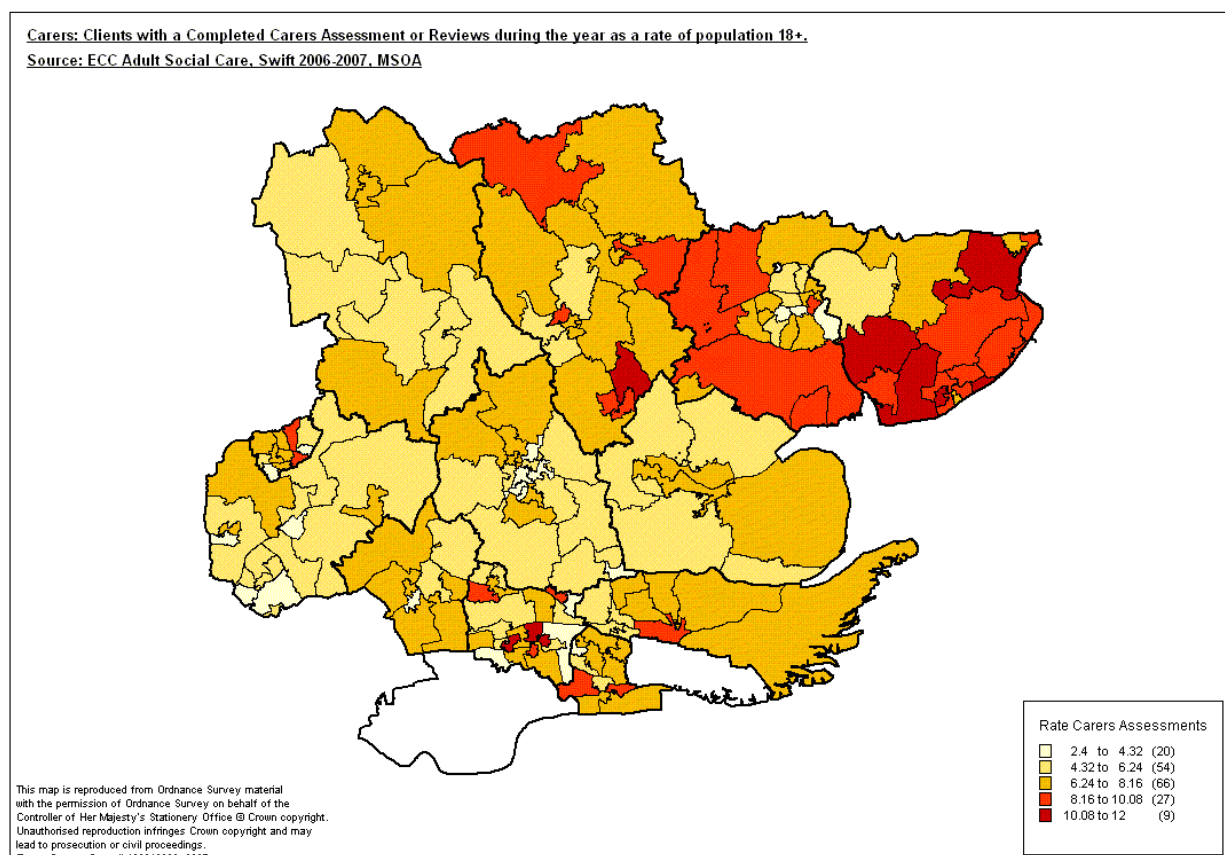 Carers: Clients with a Completed Carers Assessment or Reviews during the year as a rate of population 18+.
Source: ECC Adult Social Care, Swift 2006-2007, MSOA
Rate Carers Assessments
2.4 to 4.32 (20)
4.32 to 6.24 (54)
6.24 to 8.16 (66)
8.16 to 10.08 (27)
10.08 to 12 (9)
This map is reproduced from Ordnance Survey material
with the permission of Ordnance Survey on behalf of the
Controller of Her Majesty's Stationery Office © Crown copyright.
Unauthorised reproduction infringes Crown copyright and may
lead to prosecution or civil proceedings.